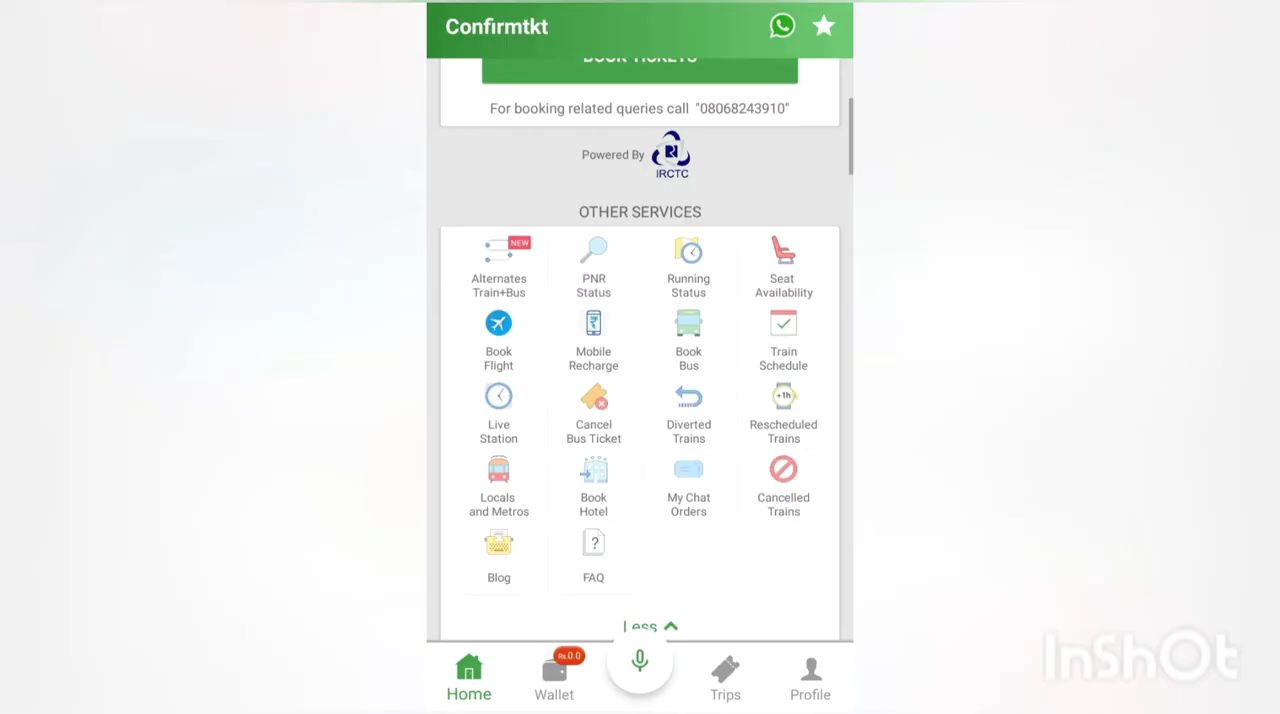 Confirmtkt
BOOK TICKETS
For booking related queries call "08068243910"
Powered By
IRCTC
OTHER SERVICES
NEW
Alternates
Train+Bus
PNR
Status
Running
Status
Seat
Availability
Book
Flight
Mobile
Recharge
Book
Bus
Train
Schedule
Live
Station
Cancel
Bus Ticket
Diverted
Trains
+1h
Rescheduled
Trains
Locals
and Metros
Book
Hotel
My Chat
Orders
Cancelled
Trains
Blog
?
FAQ
Less
Rs 0.0
Home
Wallet
Trips
Profile
InShOt